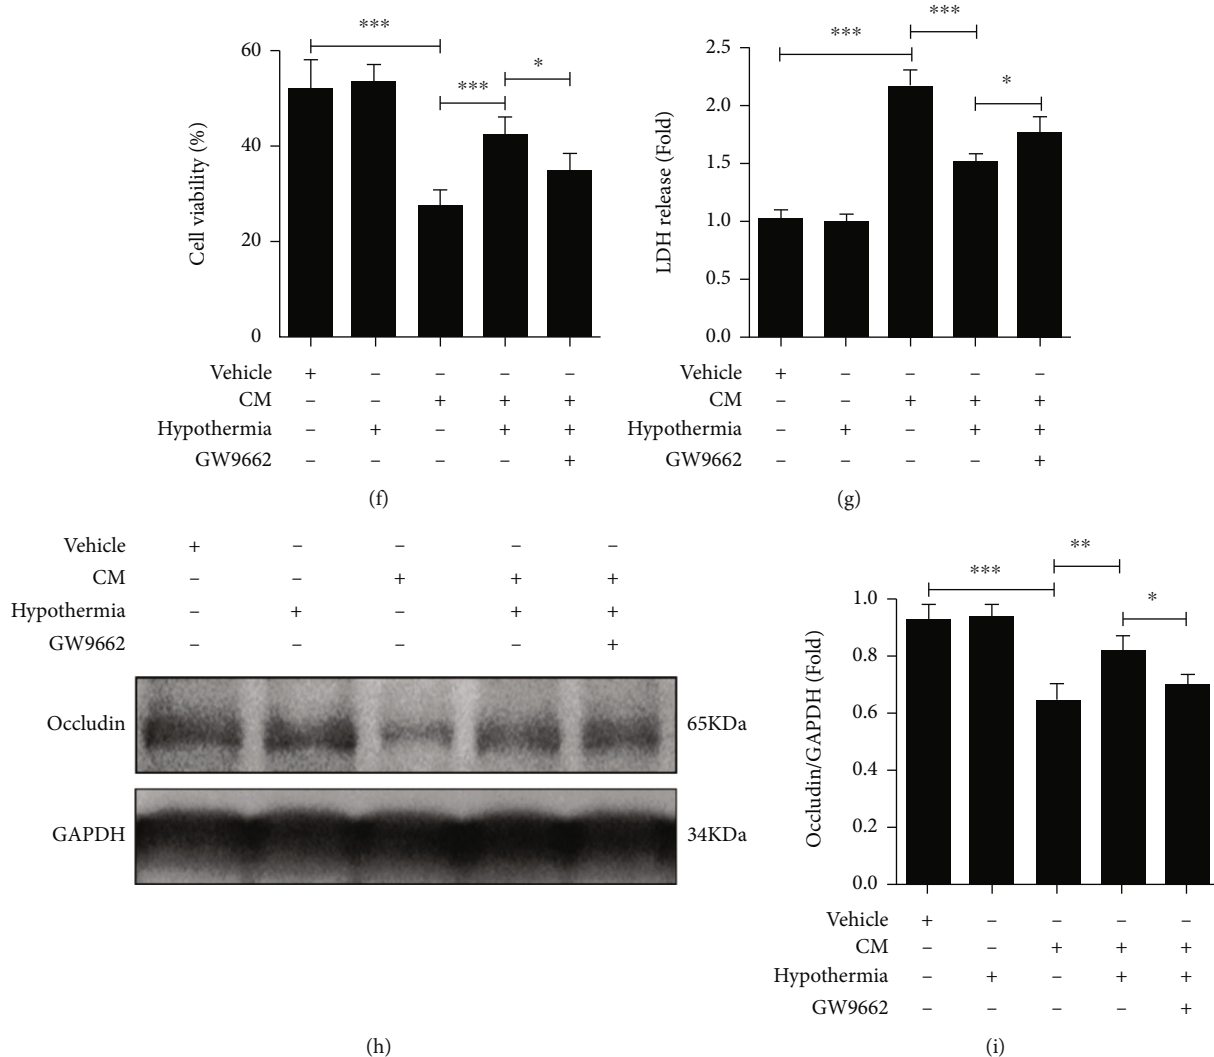 ***
***
*
60
40
20
0
Cell viability (%)
Vehicle + – – – –
CM – – + + +
Hypothermia – + – + +
GW9662 – – – – +
(f)
***
***
*
2.5
2.0
1.5
1.0
0.5
0.0
LDH release (Fold)
Vehicle + – – – –
CM – – + + +
Hypothermia – + – + +
GW9662 – – – – +
(g)
Vehicle + – – – –
CM – – + + +
Hypothermia – + – + +
GW9662 – – – – +
Occludin 65KDa
GAPDH 34KDa
(h)
**
***
*
1.0
0.8
0.6
0.4
0.2
0.0
Occludin/GAPDH (Fold)
Vehicle + – – – –
CM – – + + +
Hypothermia – + – + +
GW9662 – – – – +
(i)